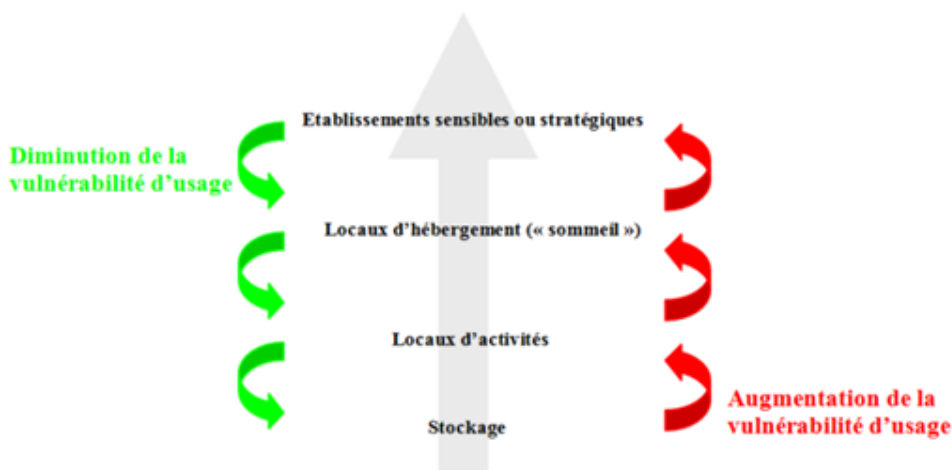 Etablissements sensibles ou stratégiques
Diminution de la
vulnérabilité d’usage
Locaux d’hébergement (« sommeil »)
Locaux d’activités
Augmentation de la
vulnérabilité d’usage
Stockage